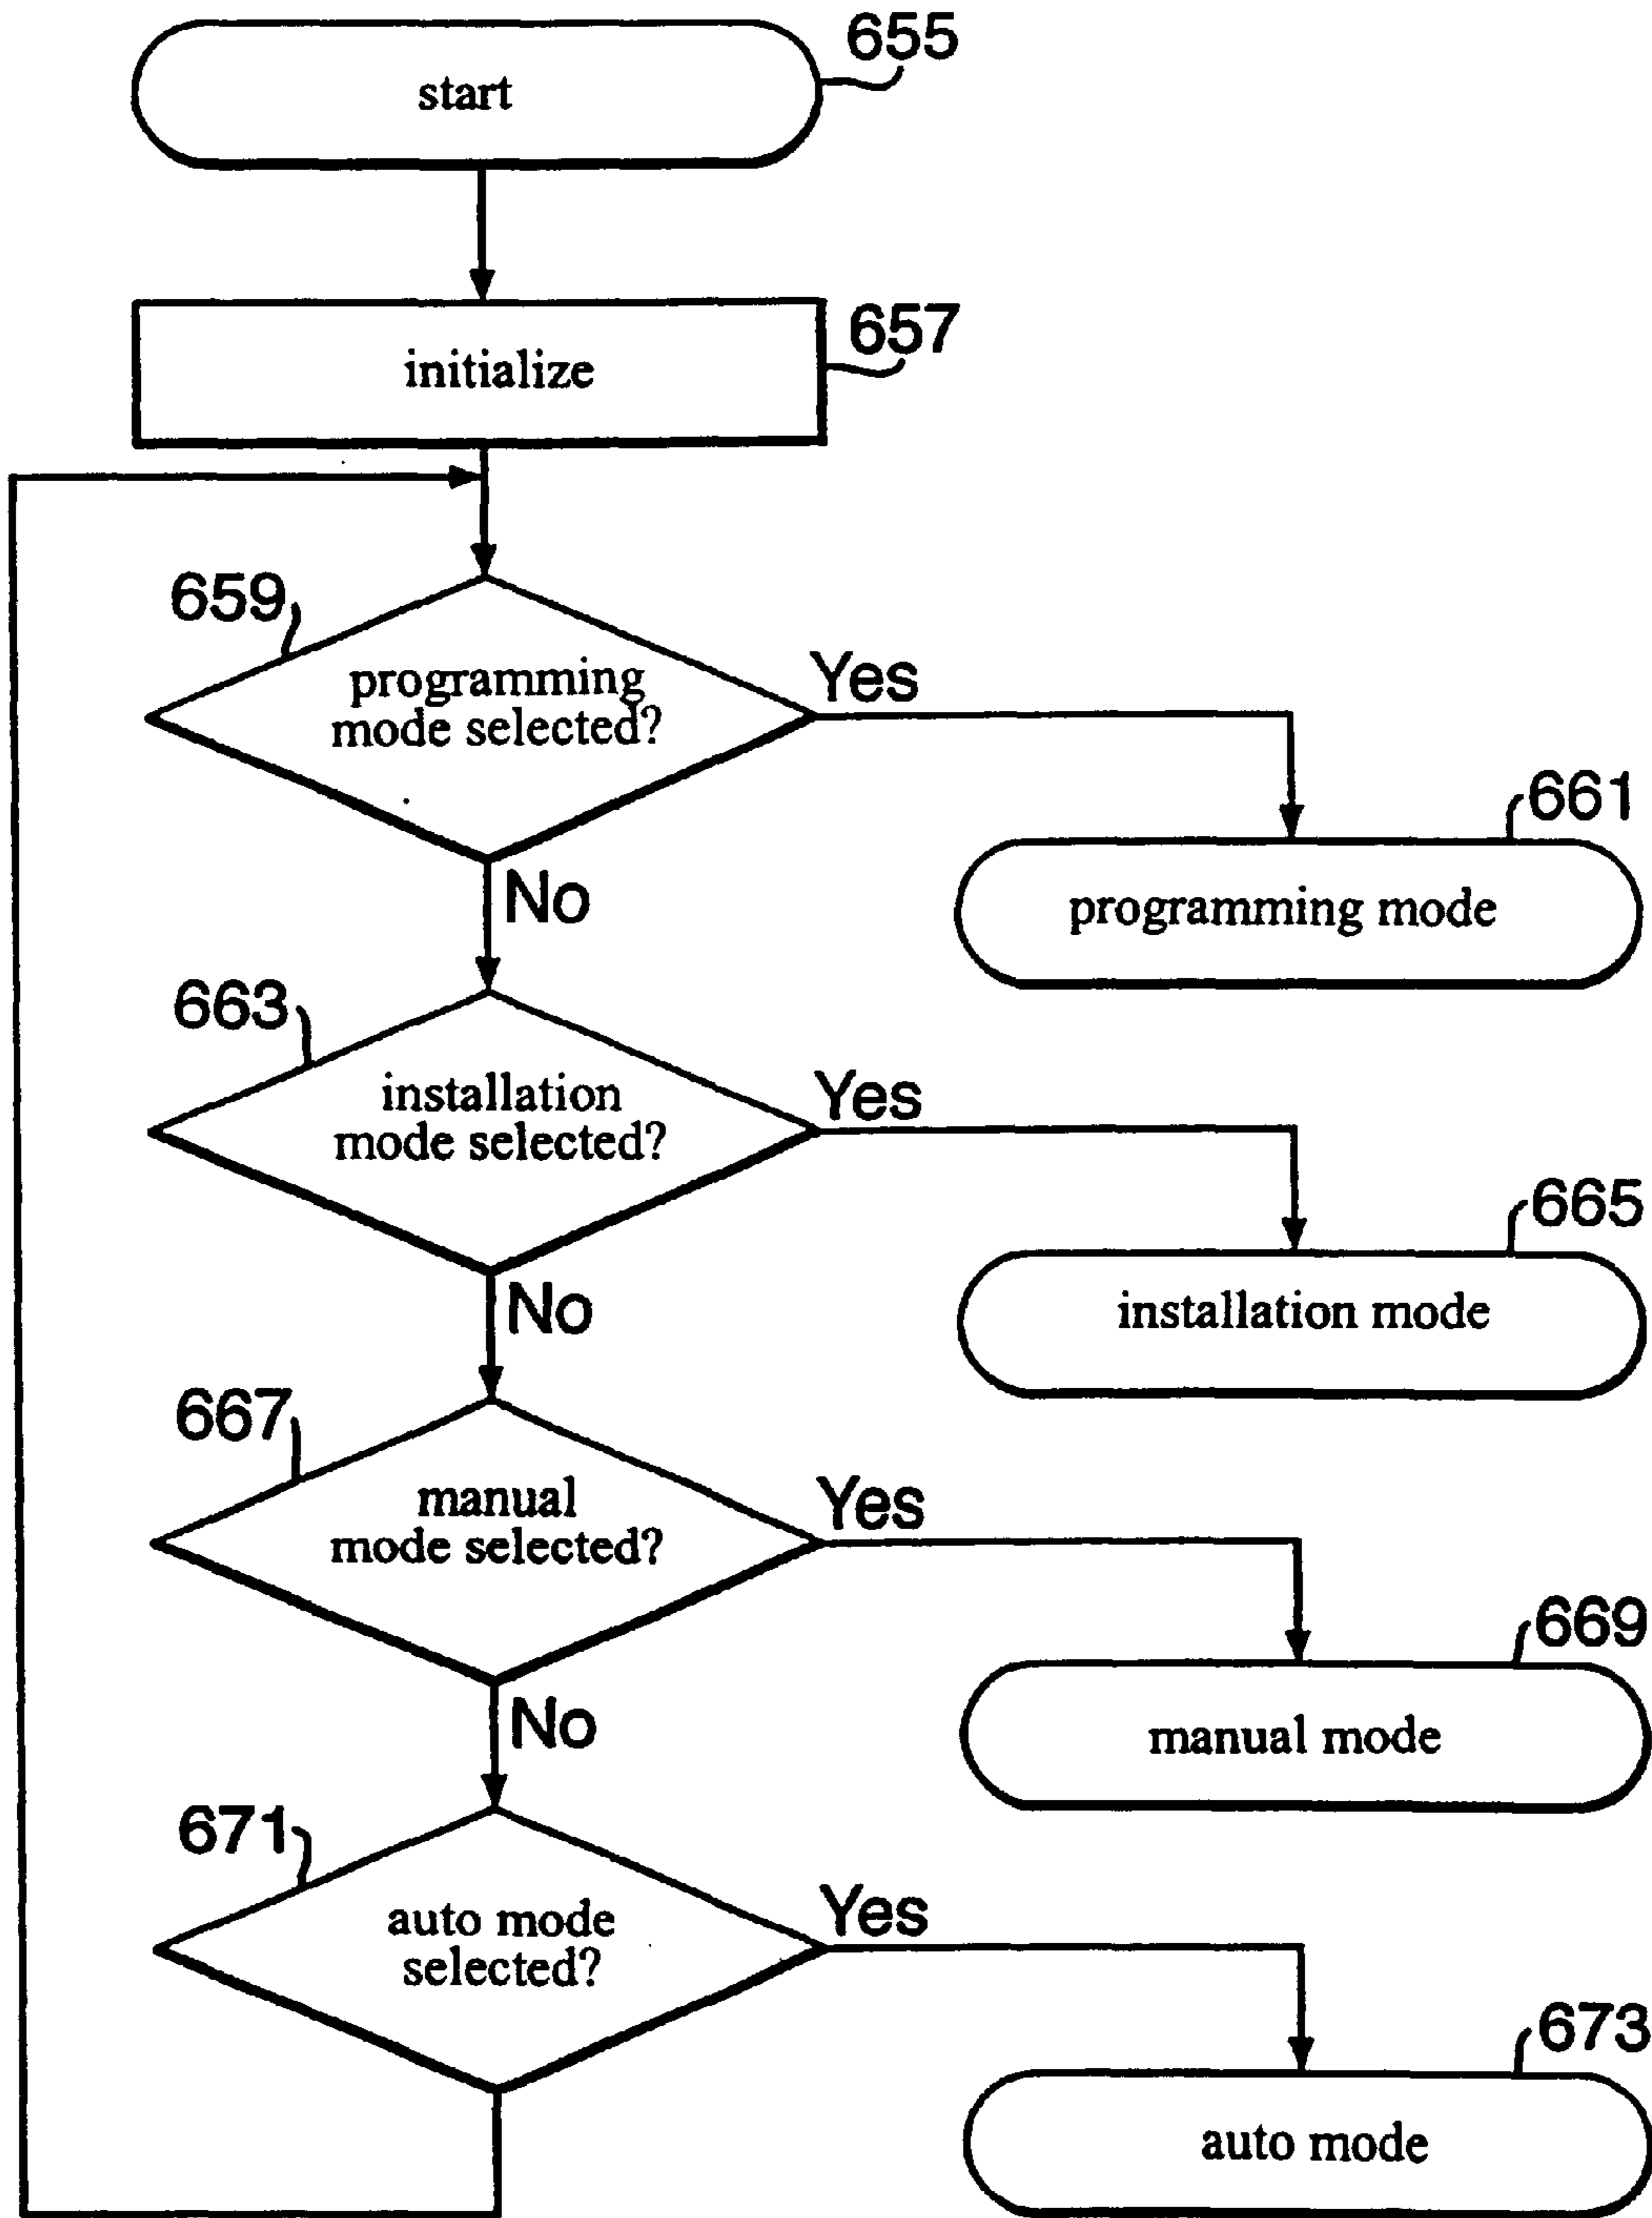 655
start
657
initialize
659
programming
mode selected?
Yes
661
programming mode
No
663
installation
mode selected?
Yes
665
installation mode
No
667
manual
mode selected?
Yes
669
manual mode
No
671
auto mode
selected?
Yes
673
auto mode